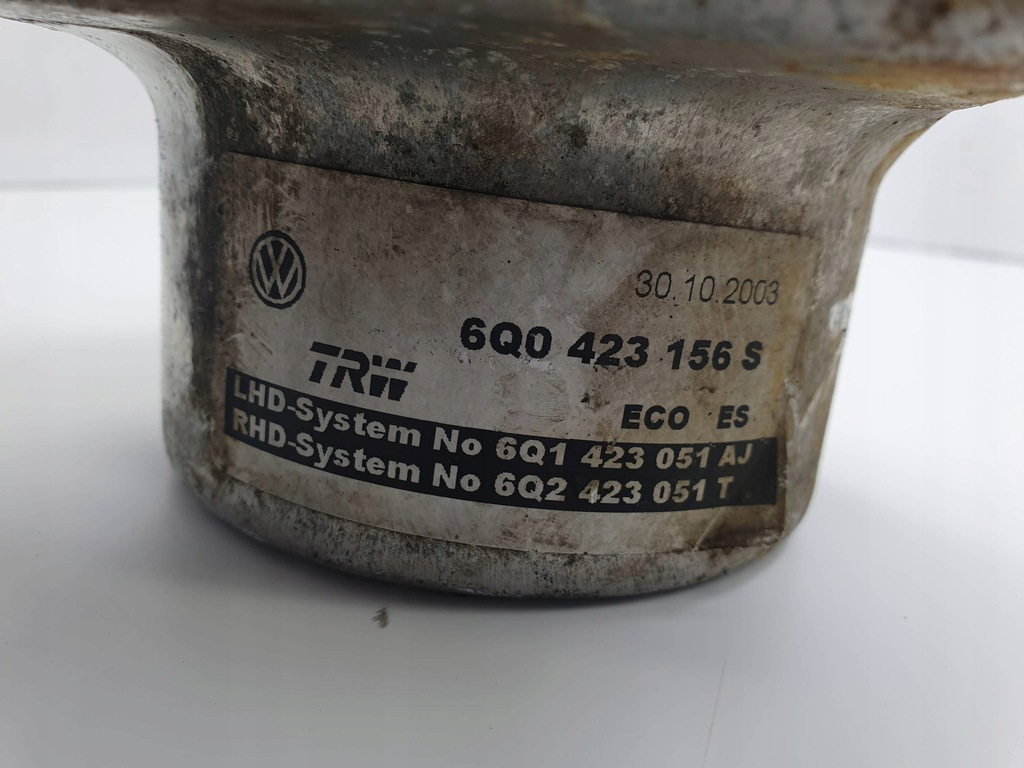 30.10.2003
6Q0 423 156 S
TRW
ECO ES
LHD-System No 6Q1 423 051 AJ
RHD-System No 6Q2 423 051 T